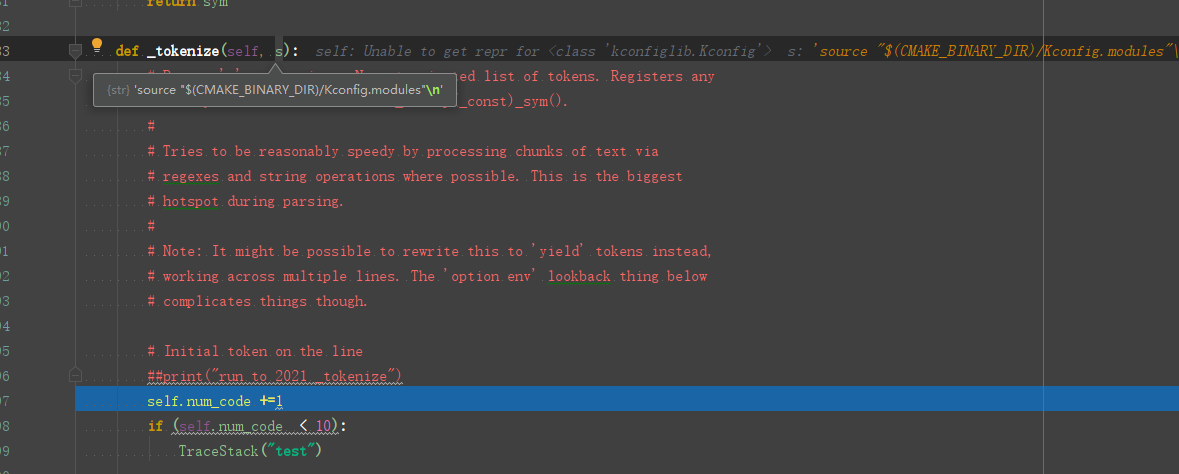 return sym
def _tokenize(self, s): self: Unable to get repr for <class 'kconfiglib.Kconfig'> s: 'source "$(CMAKE_BINARY_DIR)/Kconfig.modules"\
list of tokens. Registers any
{str} 'source "$(CMAKE_BINARY_DIR)/Kconfig.modules"\n'
_const)_sym().
#
# Tries to be reasonably speedy by processing chunks of text via
# regexes and string operations where possible. This is the biggest
# hotspot during parsing.
#
# Note: It might be possible to rewrite this to 'yield' tokens instead,
# working across multiple lines. The 'option env' lookback thing below
# complicates things though.
# Initial token on the line
##print("run to 2021 _tokenize")
self.num_code +=1
if (self.num_code < 10):
TraceStack("test")